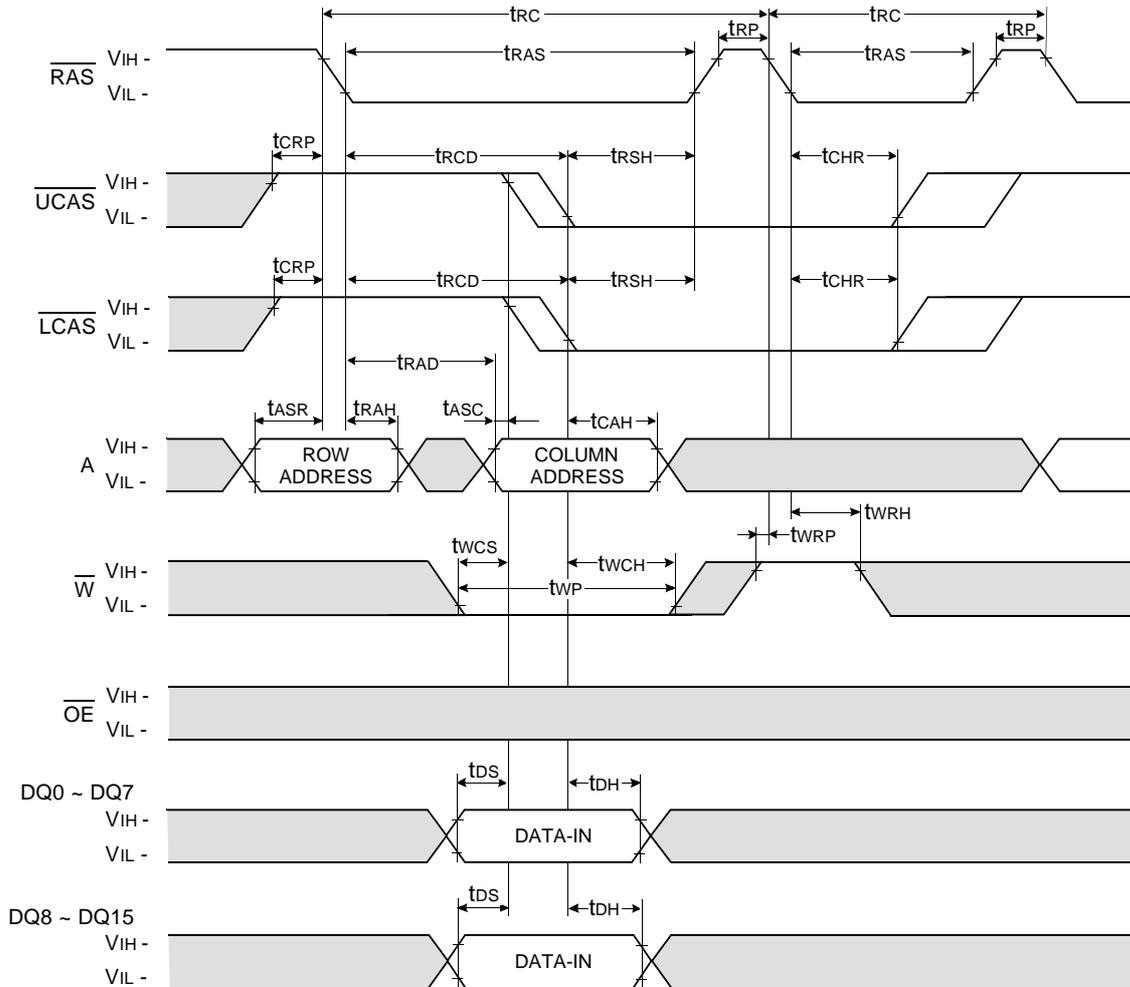 tRC tRC
tRP tRP
tRAS tRAS
RAS VIH -
VIL -
tCRP tRCD tRSH tCHR
UCAS VIH -
VIL -
tCRP tRCD tRSH tCHR
LCAS VIH -
VIL -
tRAD
tASR tRAH tASC tCAH
A VIH -
VIL -
ROW
ADDRESS
COLUMN
ADDRESS
tWRH
tWRP
tWCS tWCH
tWP
W VIH -
VIL -
OE VIH -
VIL -
tDS tDH
DQ0 ~ DQ7
VIH -
VIL -
DATA-IN
tDS tDH
DQ8 ~ DQ15
VIH -
VIL -
DATA-IN